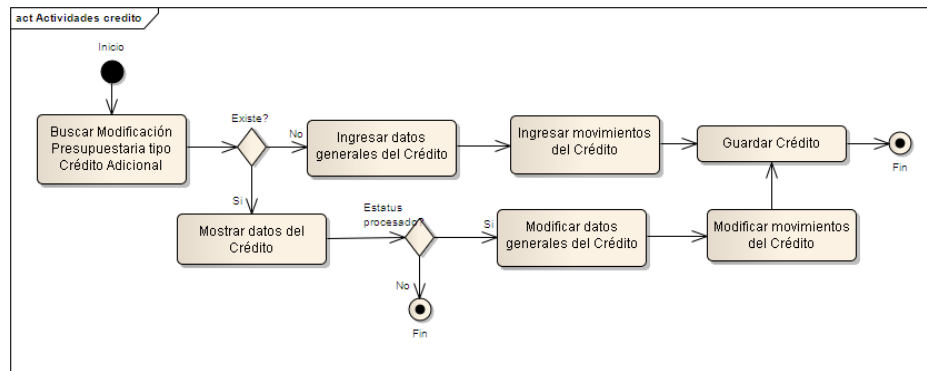 act Actividades credito
Inicio
Buscar Modificación
Presupuestaria tipo
Crédito Adicional
Existe?
No
Ingresar datos
generales del Crédito
Ingresar movimientos
del Crédito
Guardar Crédito
Fin
Si
Mostrar datos del
Crédito
Estatus
procesado?
Si
Modificar datos
generales del Crédito
Modificar movimientos
del Crédito
No
Fin